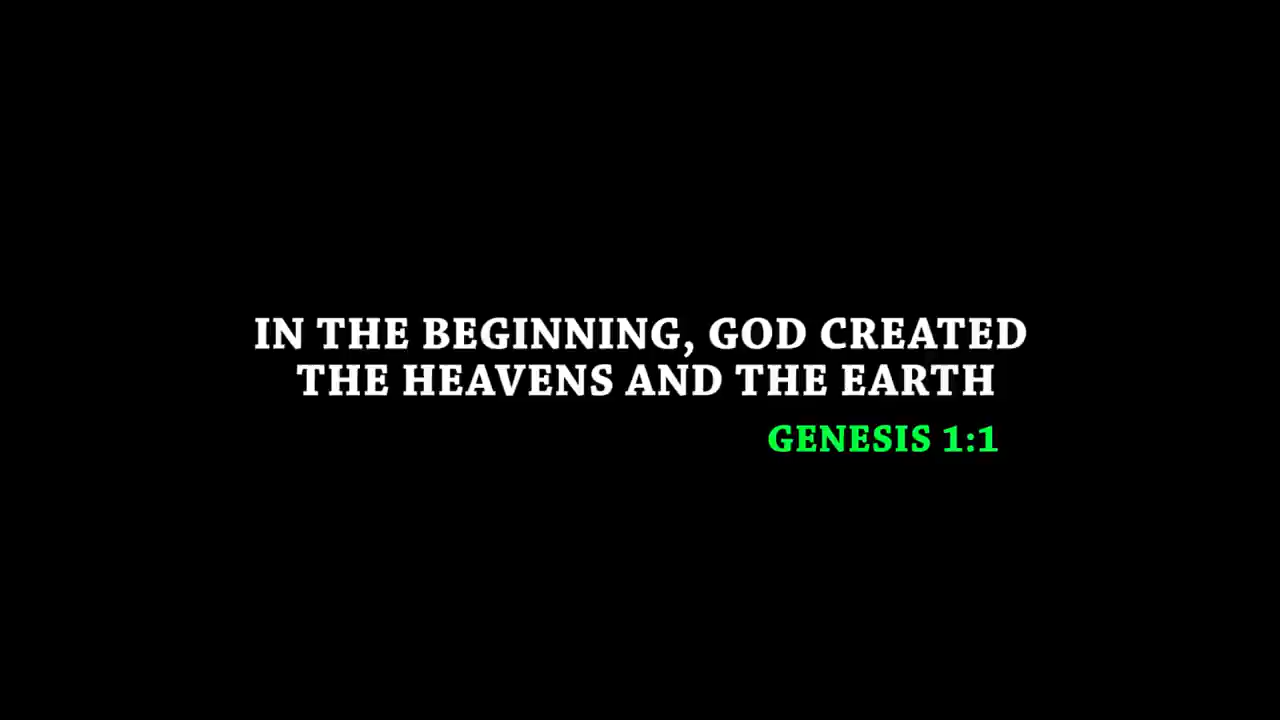 IN THE BEGINNING, GOD CREATED
THE HEAVENS AND THE EARTH
GENESIS 1:1